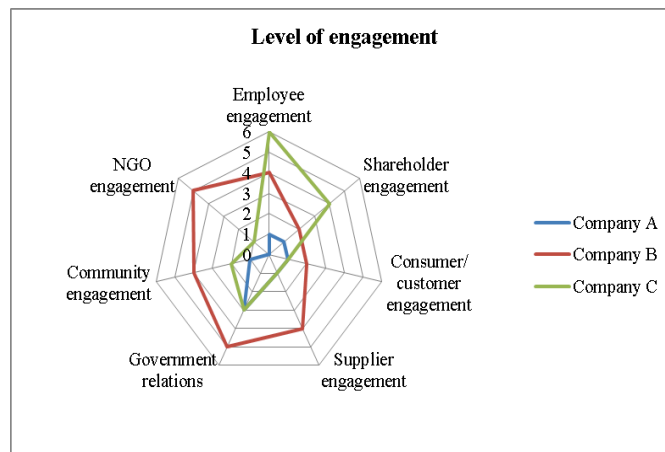 Level of engagement
Employee
engagement
6
5
4
3
2
1
0
Shareholder
engagement
Consumer/
customer
engagement
Supplier
engagement
Government
relations
Community
engagement
NGO
engagement
Company A
Company B
Company C